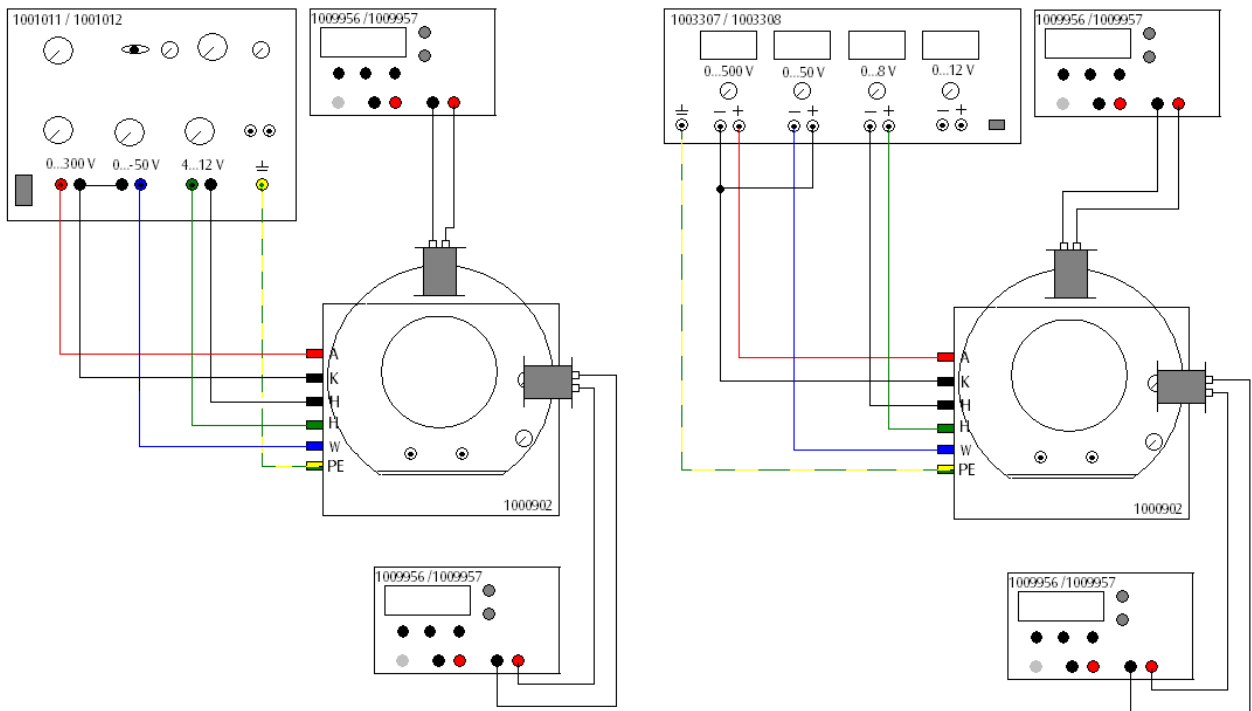 1001011 / 1001012
0...300 V 0...-50 V 4...12 V
1009956 /1009957
A
K
H
H
W
PE
1000902
1009956 /1009957
1003307 / 1003308
0...500 V 0...50 V 0...8 V 0...12 V
− + − + − + − +
1009956 /1009957
A
K
H
H
W
PE
1000902
1009956 /1009957